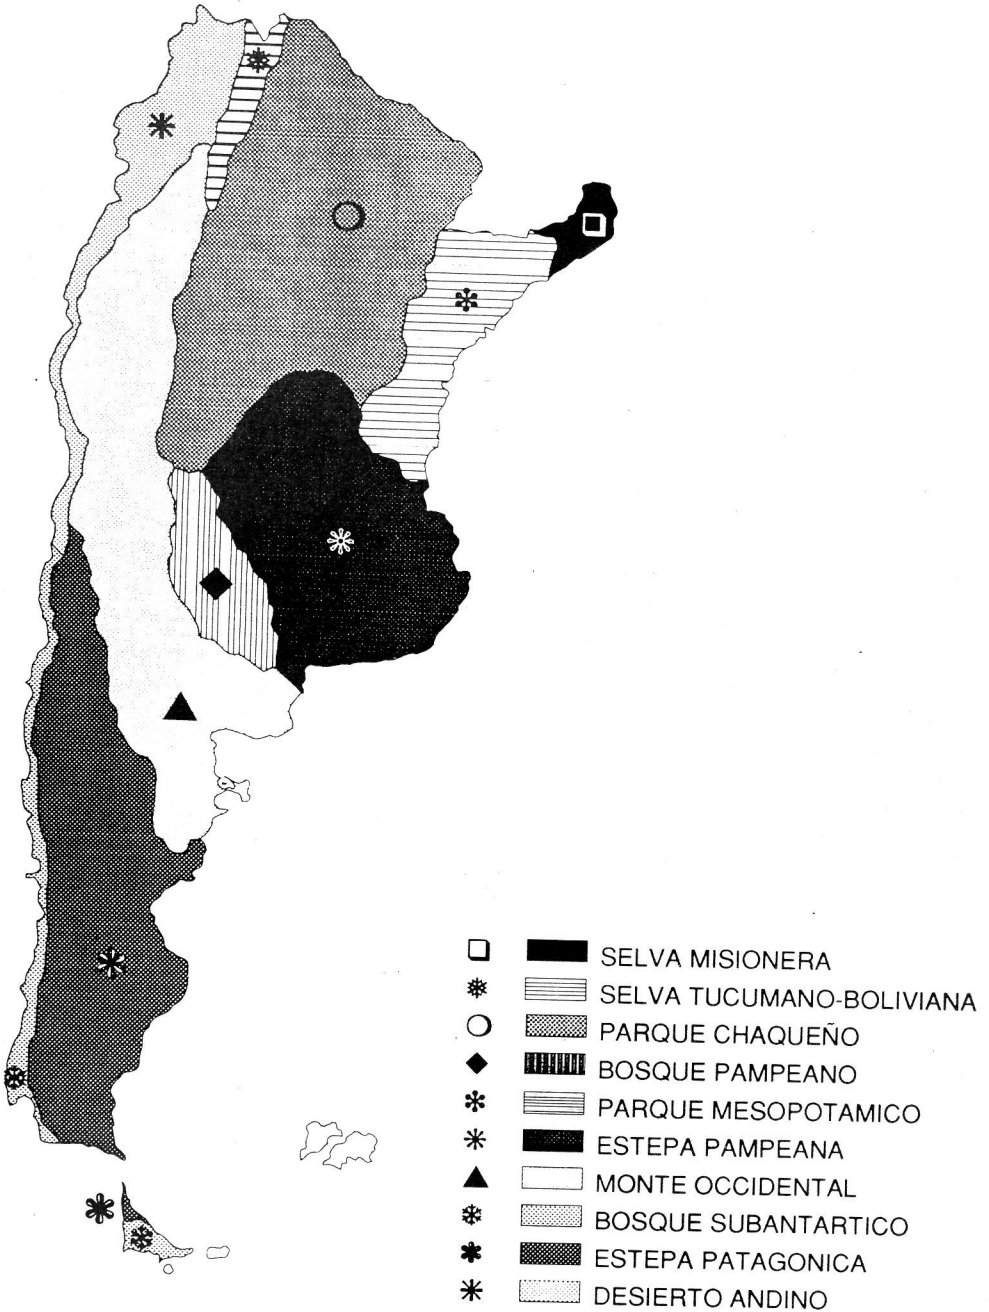 SELVA MISIONERA
SELVA TUCUMANO-BOLIVIANA
PARQUE CHAQUEÑO
BOSQUE PAMPEANO
PARQUE MESOPOTAMICO
ESTEPA PAMPEANA
MONTE OCCIDENTAL
BOSQUE SUBANTARTICO
ESTEPA PATAGONICA
DESIERTO ANDINO